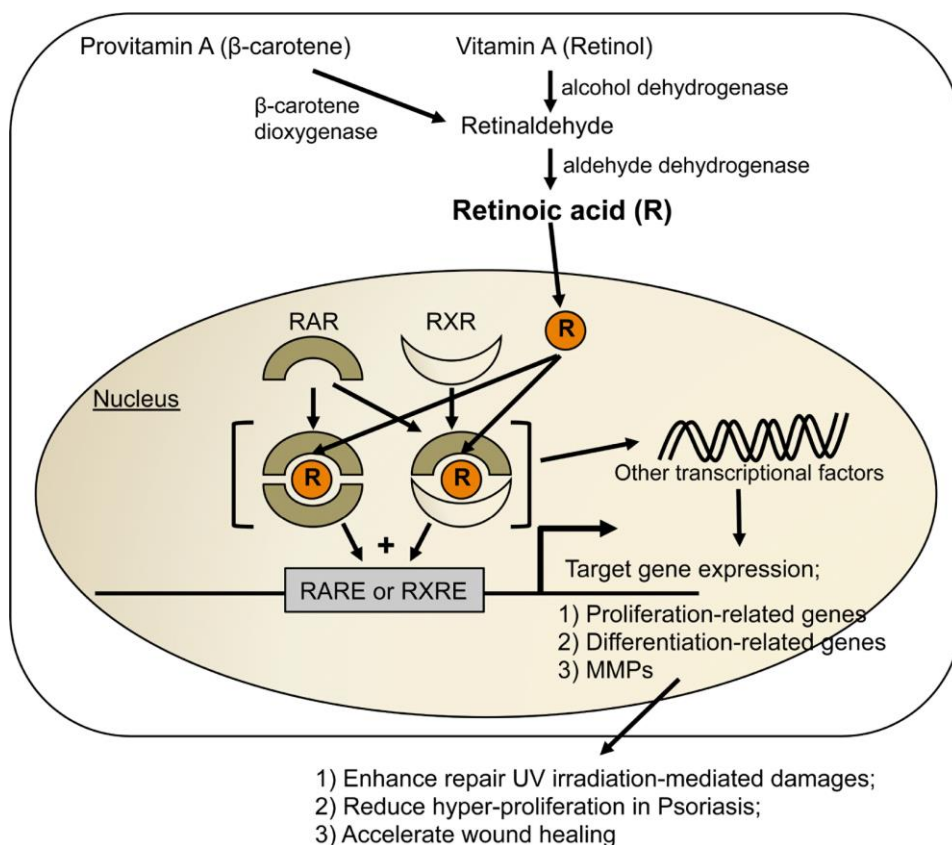 Provitamin A (β-carotene)
Vitamin A (Retinol)
alcohol dehydrogenase
β-carotene
dioxygenase
Retinaldehyde
aldehyde dehydrogenase
Retinoic acid (R)
RAR
RXR
R
Nucleus
R
R
Other transcriptional factors
+
RARE or RXRE
Target gene expression;
1) Proliferation-related genes
2) Differentiation-related genes
3) MMPs
1) Enhance repair UV irradiation-mediated damages;
2) Reduce hyper-proliferation in Psoriasis;
3) Accelerate wound healing